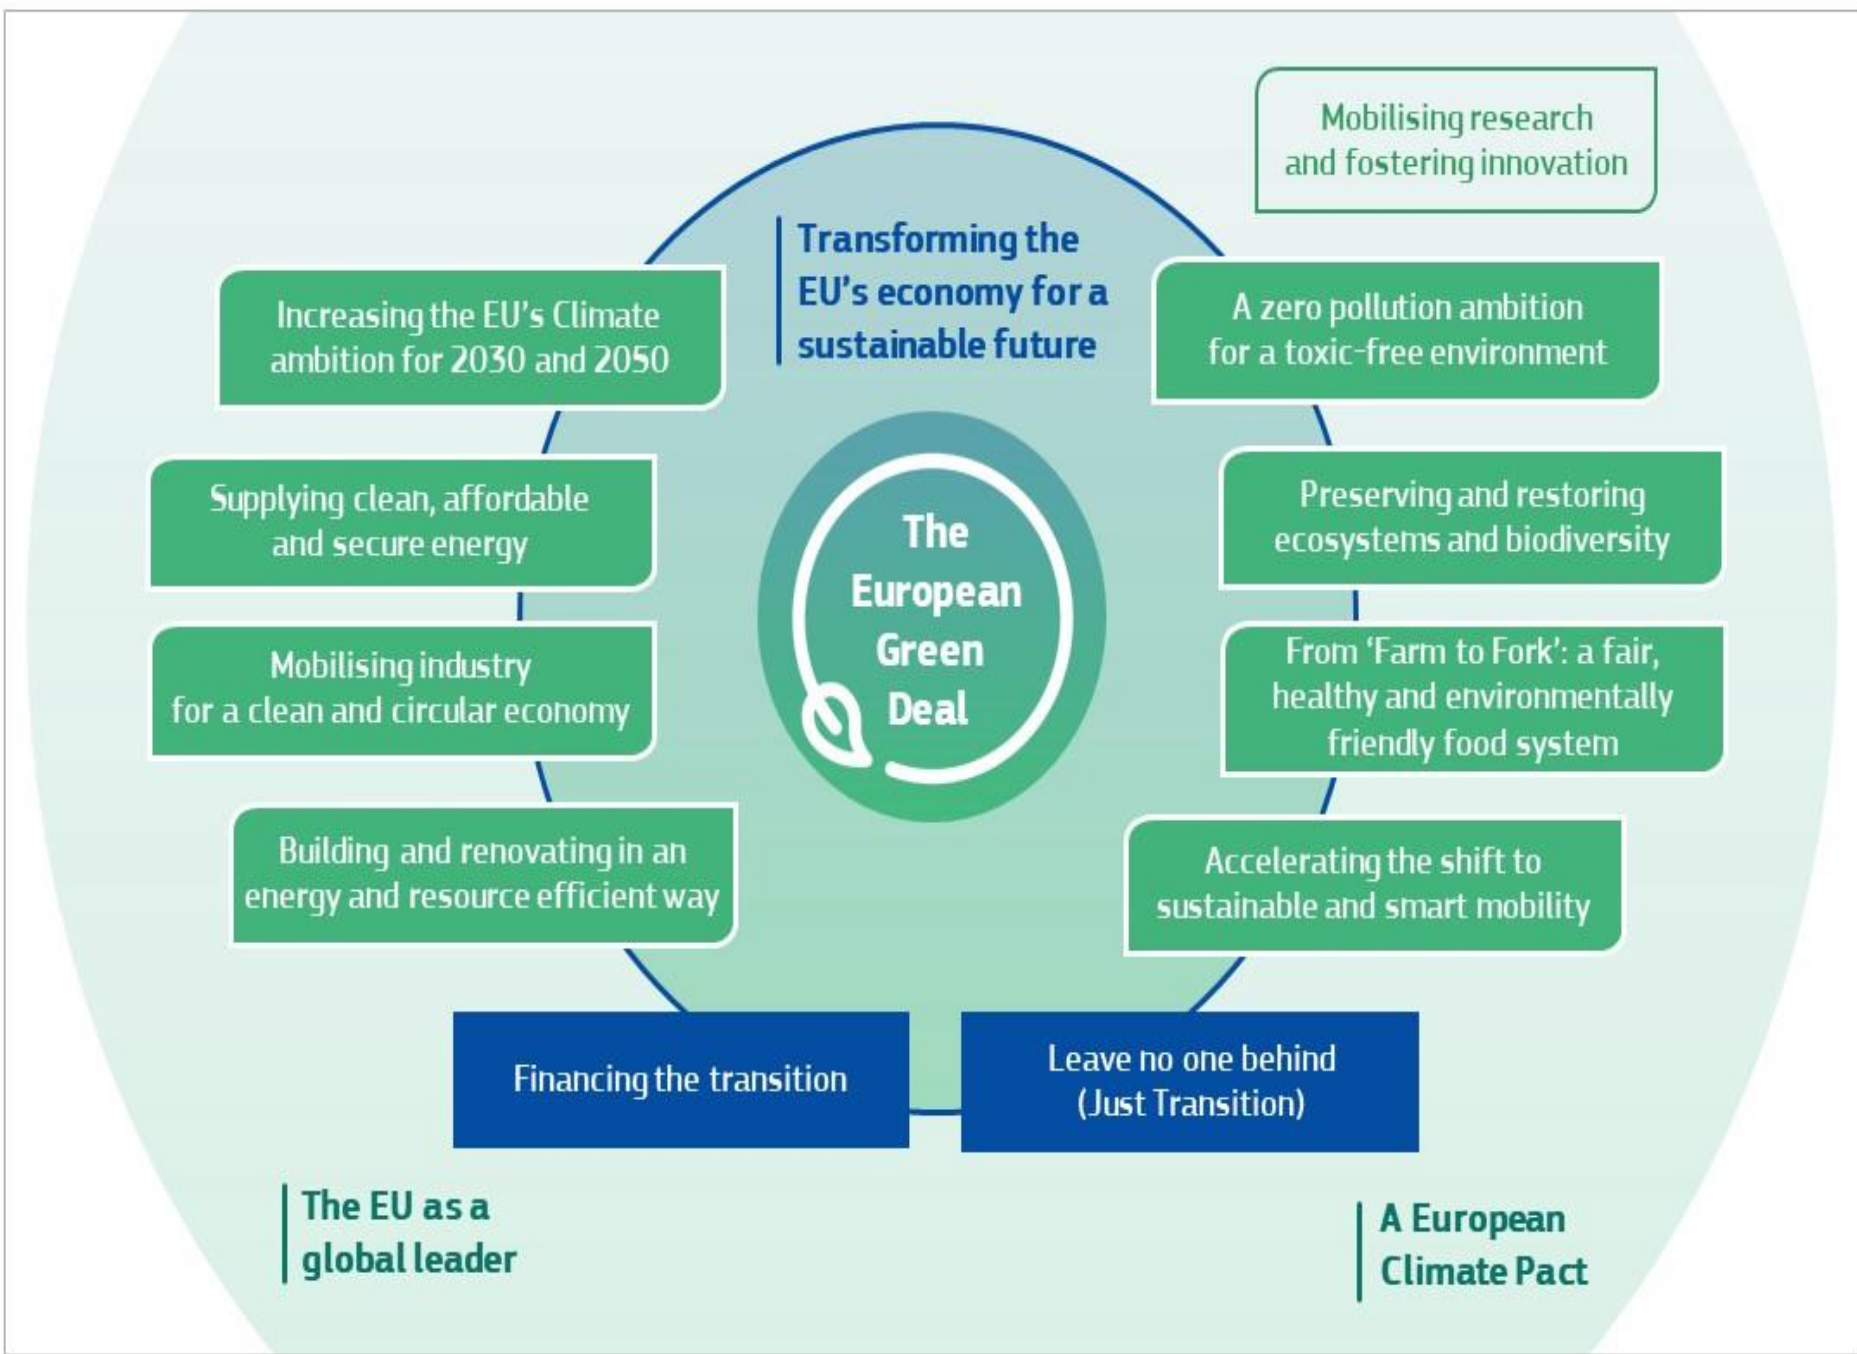 Mobilising research
and fostering innovation
Transforming the
EU's economy for a
sustainable future
Increasing the EU's Climate
ambition for 2030 and 2050
Supplying clean, affordable
and secure energy
Mobilising industry
for a clean and circular economy
Building and renovating in an
energy and resource efficient way
The
European
Green
Deal
A zero pollution ambition
for a toxic-free environment
Preserving and restoring
ecosystems and biodiversity
From ‘Farm to Fork’: a fair,
healthy and environmentally
friendly food system
Accelerating the shift to
sustainable and smart mobility
Financing the transition
Leave no one behind
(Just Transition)
The EU as a
global leader
A European
Climate Pact